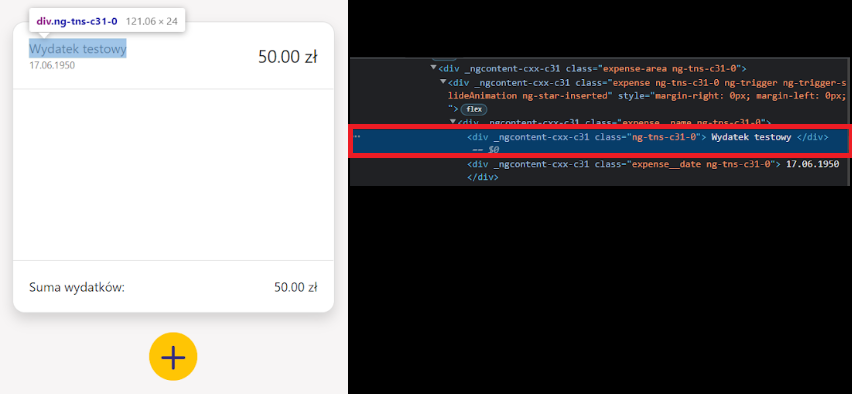 div.ng-tns-c31-0 121.06 × 24
Wydatek testowy
17.06.1950
50.00 zł
Suma wydatków:
50.00 zł
<div _ngcontent-cxx-c31 class="expense-area ng-tns-c31-0">
<div _ngcontent-cxx-c31 class="expense ng-tns-c31-0 ng-trigger ng-trigger-s
lideAnimation ng-star-inserted" style="margin-right: 0px; margin-left: 0px;
"> flex
<div _ngcontent-cxx-c31 class="expense__name ng-tns-c31-0">
… <div _ngcontent-cxx-c31 class="ng-tns-c31-0"> Wydatek testowy </div>
== $0
<div _ngcontent-cxx-c31 class="expense__date ng-tns-c31-0"> 17.06.1950
</div>